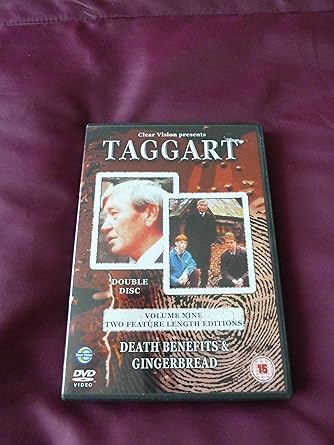 Clear Vision presents
TAGGART
DOUBLE
DISC
VOLUME NINE
TWO FEATURE LENGTH EDITIONS
DEATH BENEFITS &
GINGERBREAD
DVD
VIDEO
15